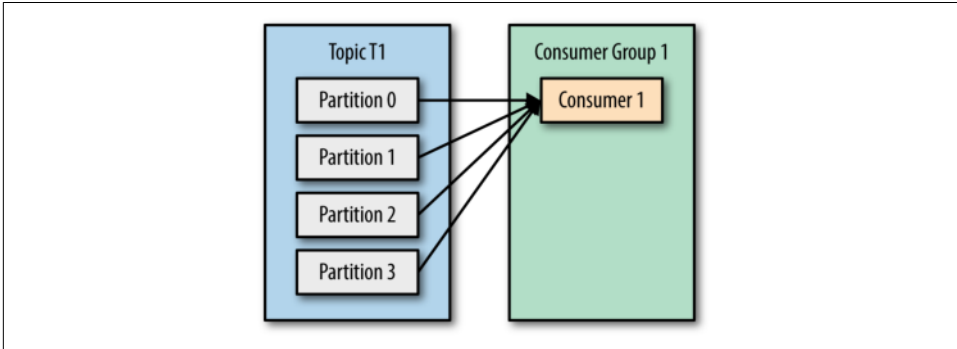 Topic T1
Partition 0
Partition 1
Partition 2
Partition 3
Consumer Group 1
Consumer 1